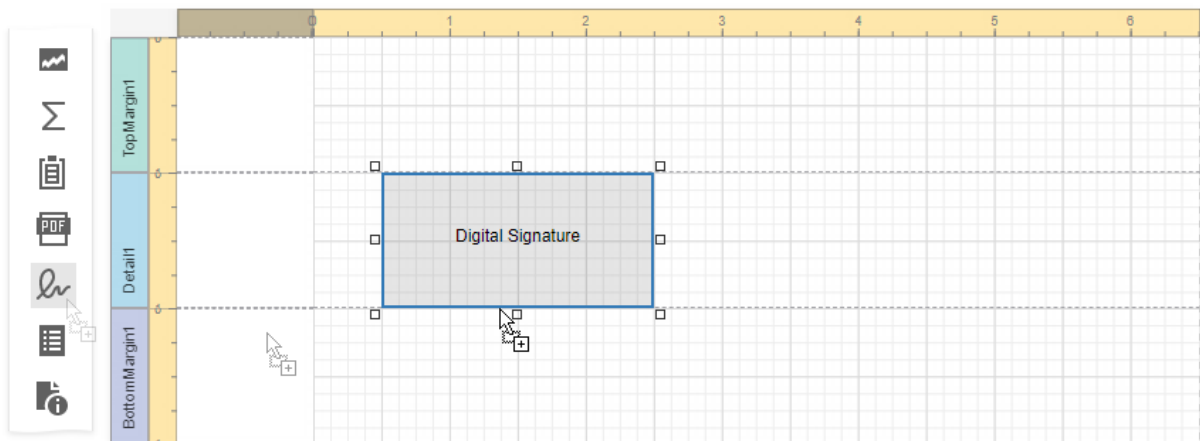 0 1 2 3 4 5 6
TopMargin1
PDF
Detail1
Digital Signature
BottomMargin1